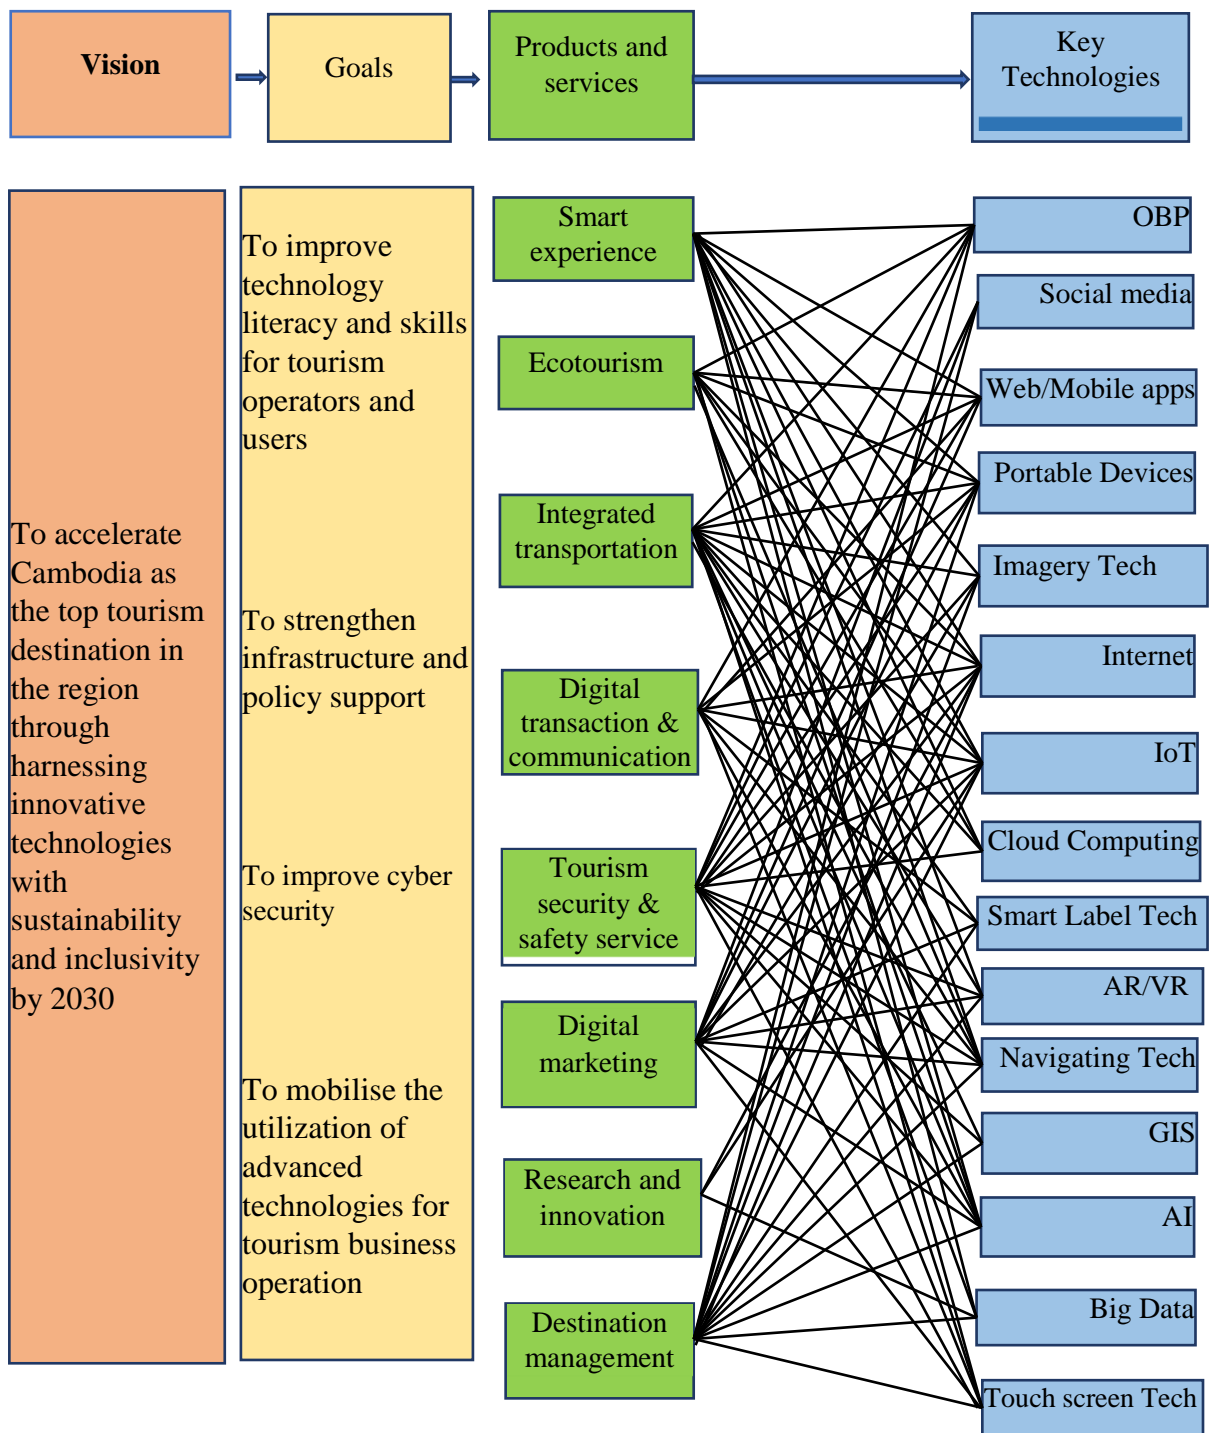 Vision
Goals
Products and
services
Key
Technologies
To accelerate
Cambodia as
the top tourism
destination in
the region
through
harnessing
innovative
technologies
with
sustainability
and inclusivity
by 2030
To improve
technology
literacy and skills
for tourism
operators and
users
To strengthen
infrastructure and
policy support
To improve cyber
security
To mobilise the
utilization of
advanced
technologies for
tourism business
operation
Smart
experience
Ecotourism
Integrated
transportation
Digital
transaction &
communication
Tourism
security &
safety service
Digital
marketing
Research and
innovation
Destination
management
OBP
Social media
Web/Mobile apps
Portable Devices
Imagery Tech
Internet
IoT
Cloud Computing
Smart Label Tech
AR/VR
Navigating Tech
GIS
AI
Big Data
Touch screen Tech